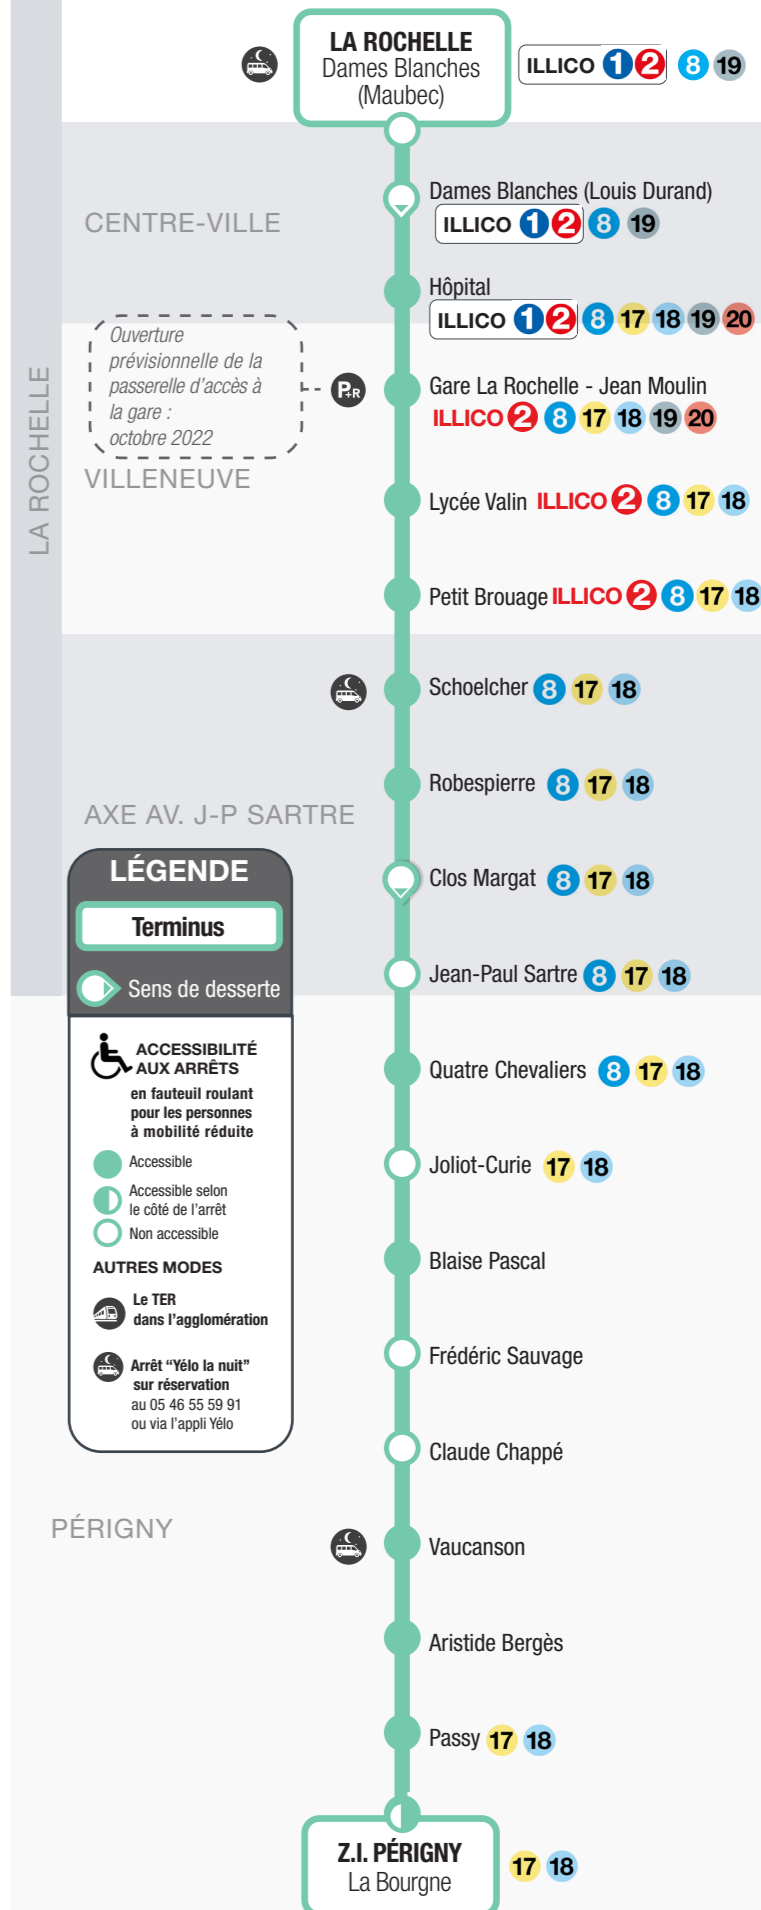 LA ROCHELLE
Dames Blanches
(Maubec)
ILLICO 1 2 8 19
CENTRE-VILLE
Dames Blanches (Louis Durand)
ILLICO 1 2 8 19
Hôpital
ILLICO 1 2 8 17 18 19 20
Ouverture
prévisionnelle de la
passerelle d'accès à
la gare :
octobre 2022
P+R
Gare La Rochelle - Jean Moulin
ILLICO 2 8 17 18 19 20
LA ROCHELLE
VILLENEUVE
Lycée Valin ILLICO 2 8 17 18
Petit Brouage ILLICO 2 8 17 18
Schoelcher 8 17 18
Robespierre 8 17 18
AXE AV. J-P SARTRE
Clos Margat 8 17 18
Jean-Paul Sartre 8 17 18
Quatre Chevaliers 8 17 18
Joliot-Curie 17 18
Blaise Pascal
Frédéric Sauvage
Claude Chappé
PÉRIGNY
Vaucanson
Aristide Bergès
Passy 17 18
Z.I. PÉRIGNY
La Bourgne
17 18
LÉGENDE
Terminus
Sens de desserte
ACCESSIBILITÉ
AUX ARRÊTS
en fauteuil roulant
pour les personnes
à mobilité réduite
Accessible
Accessible selon
le côté de l'arrêt
Non accessible
AUTRES MODES
Le TER
dans l'agglomération
Arrêt "Yélo la nuit"
sur réservation
au 05 46 55 59 91
ou via l'appli Yélo